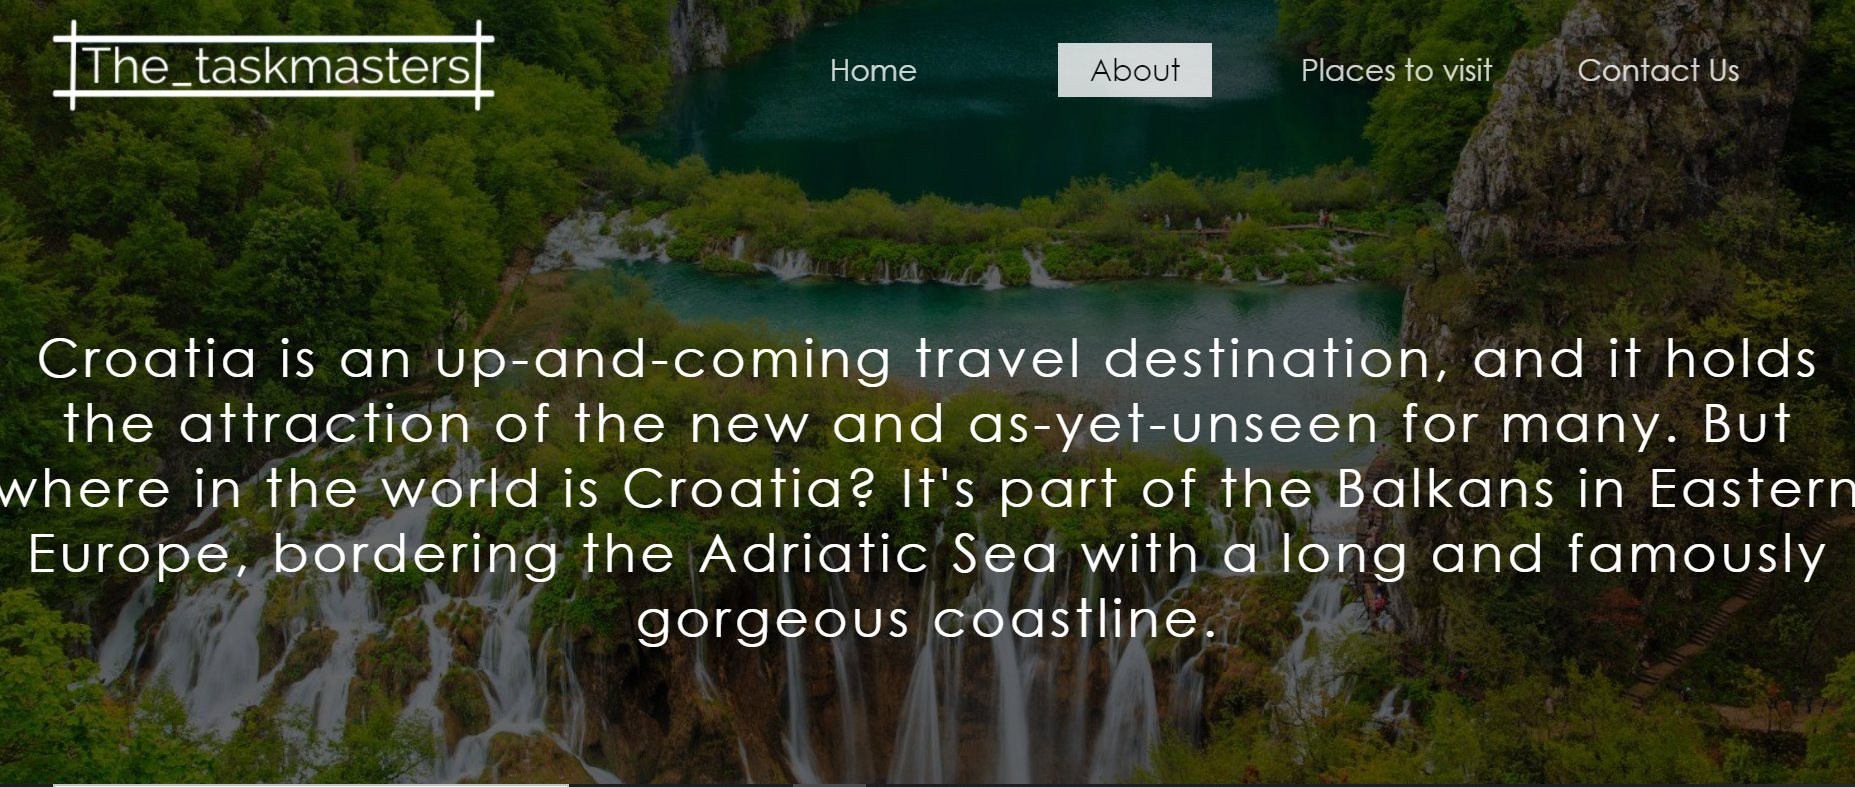 The_taskmasters
Home About Places to visit Contact Us
Croatia is an up-and-coming travel destination, and it holds
the attraction of the new and as-yet-unseen for many. But
where in the world is Croatia? It's part of the Balkans in Eastern
Europe, bordering the Adriatic Sea with a long and famously
gorgeous coastline.